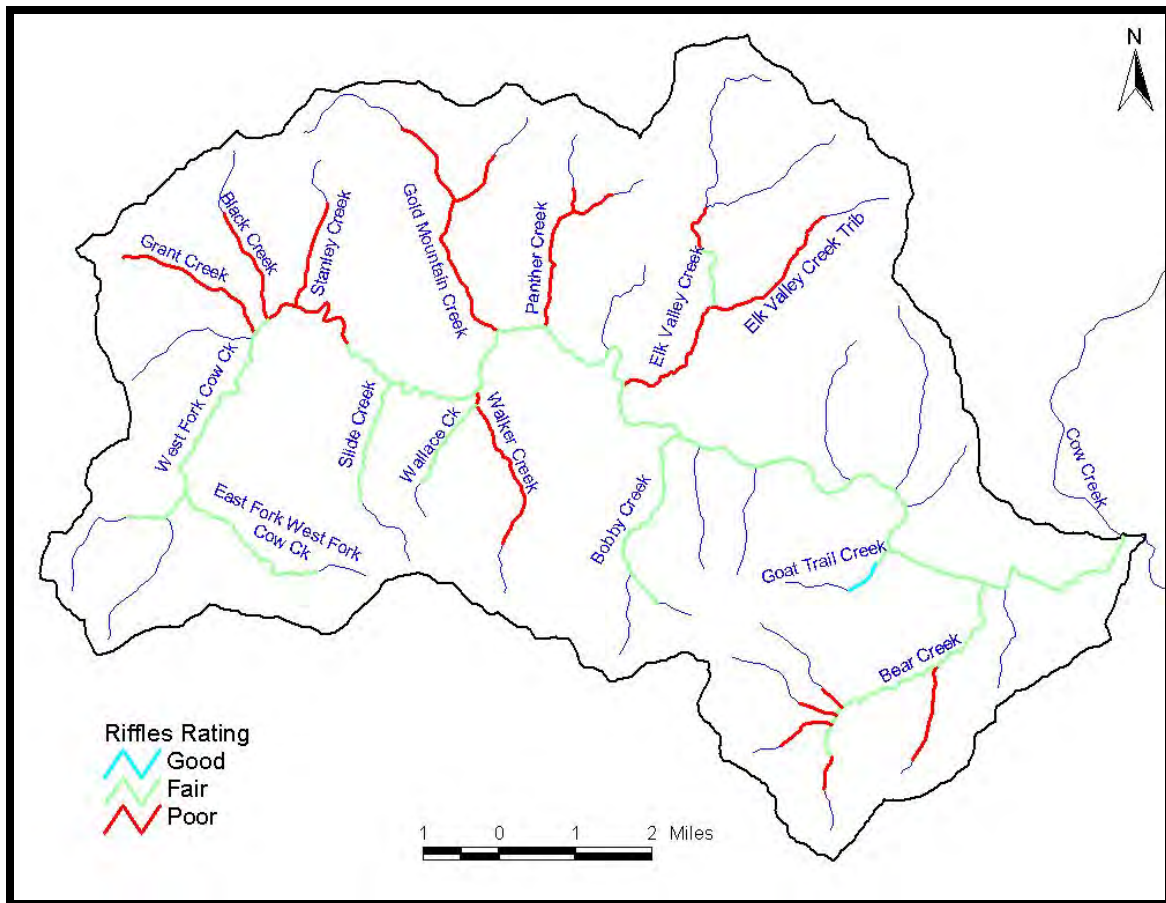 N
Gold Mountain Creek
Panther Creek
Black Creek
Stanley Creek
Grant Creek
Elk Valley Creek
Elk Valley Creek Trib
West Fork Cow Ck
Slide Creek
Wallace Ck
Walker Creek
Cow Creek
East Fork West Fork
Cow Ck
Bobby Creek
Goat Trail Creek
Bear Creek
Riffles Rating
Good
Fair
Poor
1 0 1 2 Miles